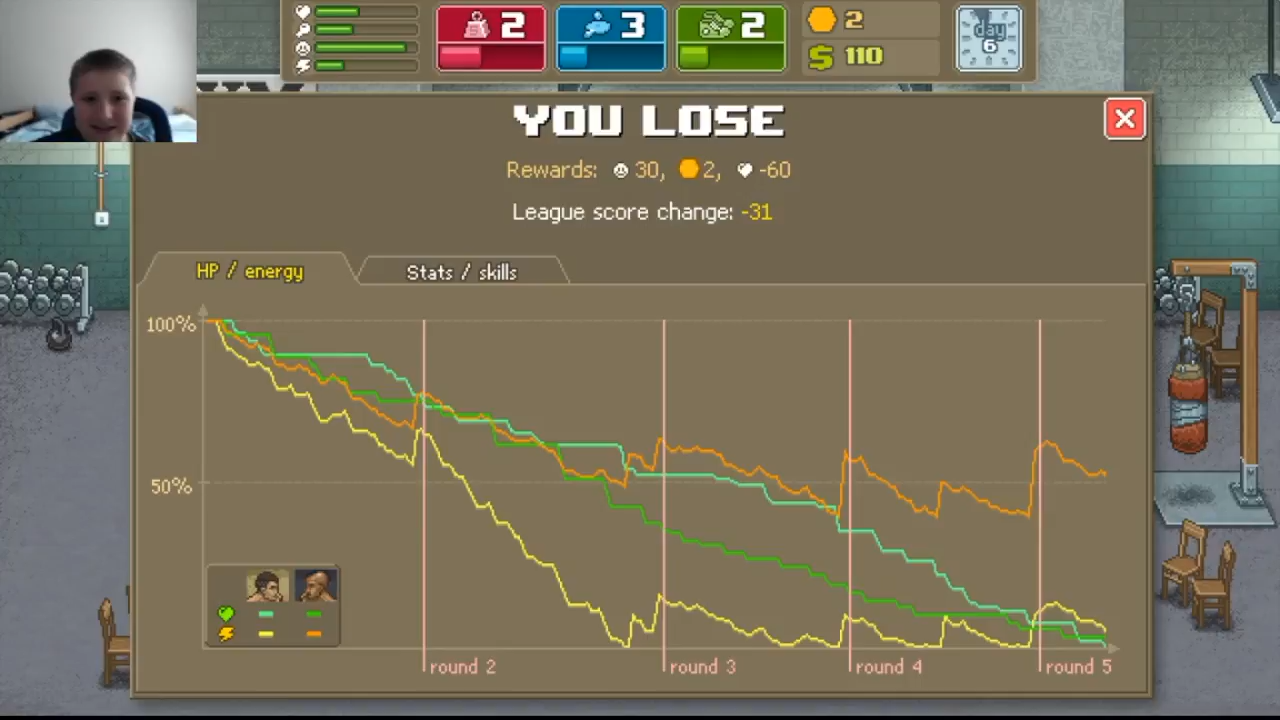 2 3 2 2
$ 110
day
6
YOU LOSE
Rewards: 30, 2, -60
League score change: -31
HP / energy
Stats / skills
100%
50%
round 2
round 3
round 4
round 5